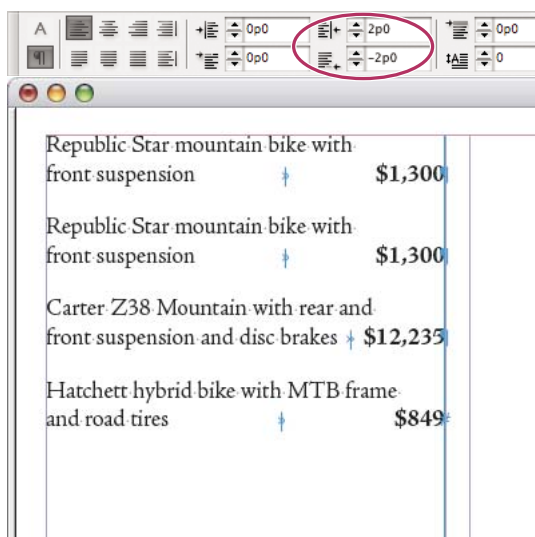 A 0p0 2p0 0p0
¶ 0p0 -2p0 A 0
Republic Star mountain bike with
front suspension » $1,300¶
Republic Star mountain bike with
front suspension » $1,300¶
Carter Z38 Mountain with rear and
front suspension and disc brakes » $12,235¶
Hatchett hybrid bike with MTB frame
and road tires » $849#